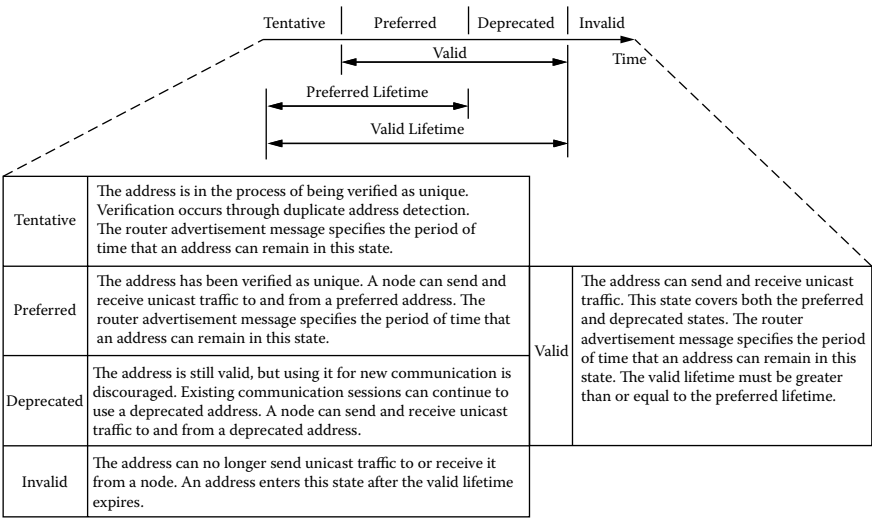 Tentative
Preferred
Deprecated
Invalid
Valid
Time
Preferred Lifetime
Valid Lifetime
Tentative
The address is in the process of being verified as unique.
Verification occurs through duplicate address detection.
The router advertisement message specifies the period of
time that an address can remain in this state.
Preferred
The address has been verified as unique. A node can send and
receive unicast traffic to and from a preferred address. The
router advertisement message specifies the period of time that
an address can remain in this state.
Deprecated
The address is still valid, but using it for new communication is
discouraged. Existing communication sessions can continue to
use a deprecated address. A node can send and receive unicast
traffic to and from a deprecated address.
Valid
The address can send and receive unicast
traffic. This state covers both the preferred
and deprecated states. The router
advertisement message specifies the period
of time that an address can remain in this
state. The valid lifetime must be greater
than or equal to the preferred lifetime.
Invalid
The address can no longer send unicast traffic to or receive it
from a node. An address enters this state after the valid lifetime
expires.